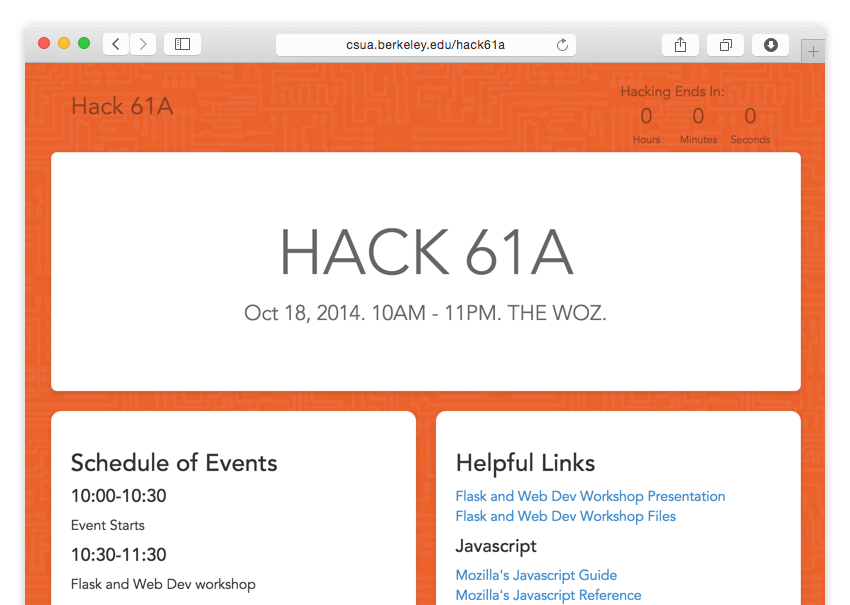 csua.berkeley.edu/hack61a
Hack 61A
Hacking Ends In:
0 0 0
Hours Minutes Seconds
HACK 61A
Oct 18, 2014. 10AM - 11PM. THE WOZ.
Schedule of Events
10:00-10:30
Event Starts
10:30-11:30
Flask and Web Dev workshop
Helpful Links
Flask and Web Dev Workshop Presentation
Flask and Web Dev Workshop Files
Javascript
Mozilla's Javascript Guide
Mozilla's Javascript Reference